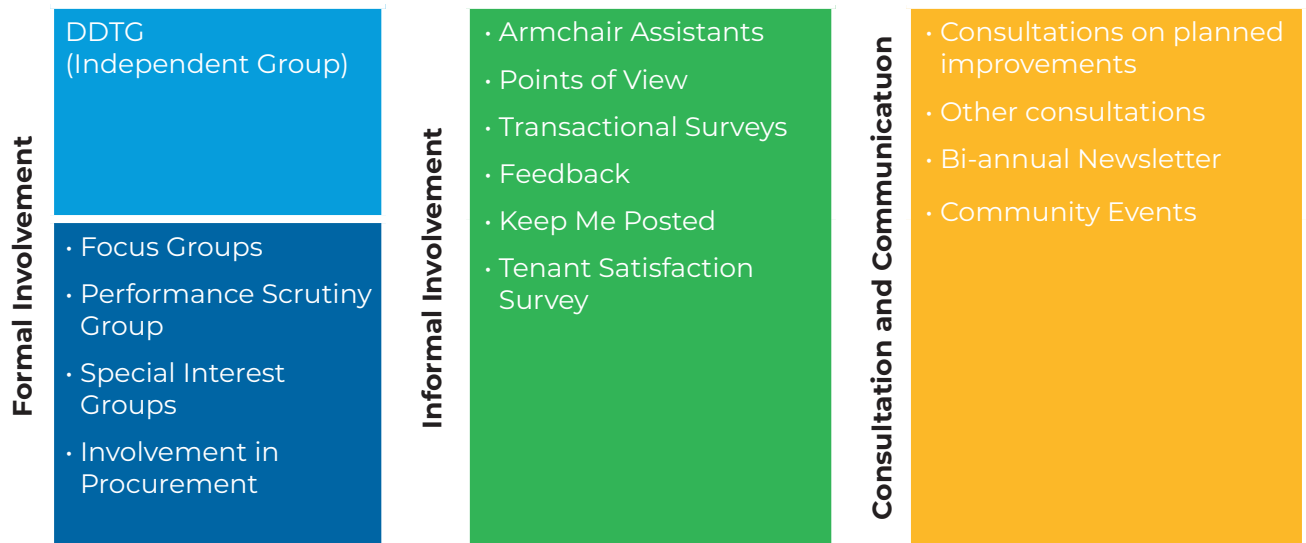 Formal Involvement
DDTG
(Independent Group)
· Focus Groups
· Performance Scrutiny
Group
· Special Interest
Groups
· Involvement in
Procurement
Informal Involvement
· Armchair Assistants
· Points of View
· Transactional Surveys
· Feedback
· Keep Me Posted
· Tenant Satisfaction
Survey
Consultation and Communicatuon
· Consultations on planned
improvements
· Other consultations
· Bi-annual Newsletter
· Community Events